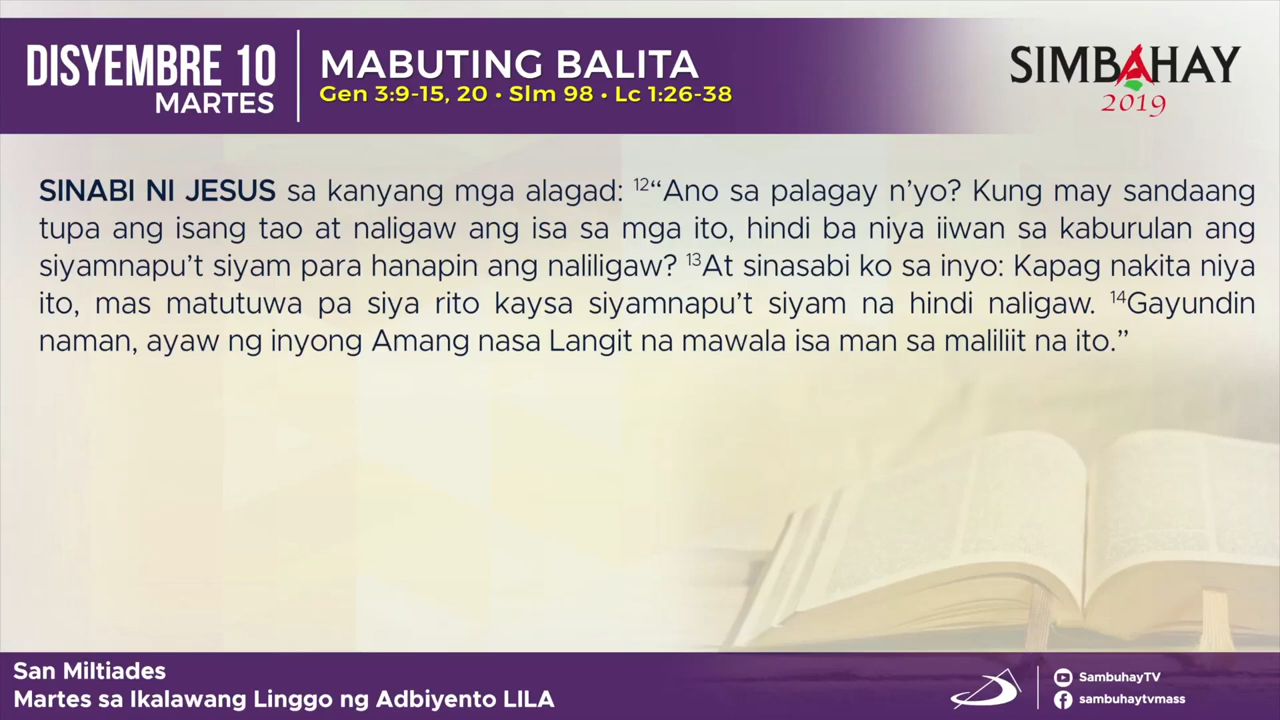 DISYEMBRE 10
MARTES
MABUTING BALITA
Gen 3:9-15, 20 • Slm 98 • Lc 1:26-38
SIMBAHAY
2019
SINABI NI JESUS sa kanyang mga alagad: 12“Ano sa palagay n’yo? Kung may sandaang
tupa ang isang tao at naligaw ang isa sa mga ito, hindi ba niya iiwan sa kaburulan ang
siyamnapu’t siyam para hanapin ang naliligaw? 13At sinasabi ko sa inyo: Kapag nakita niya
ito, mas matutuwa pa siya rito kaysa siyamnapu’t siyam na hindi naligaw. 14Gayundin
naman, ayaw ng inyong Amang nasa Langit na mawala isa man sa maliliit na ito.”
San Miltiades
Martes sa Ikalawang Linggo ng Adbiyento LILA
SambuhayTV
sambuhaytvmass